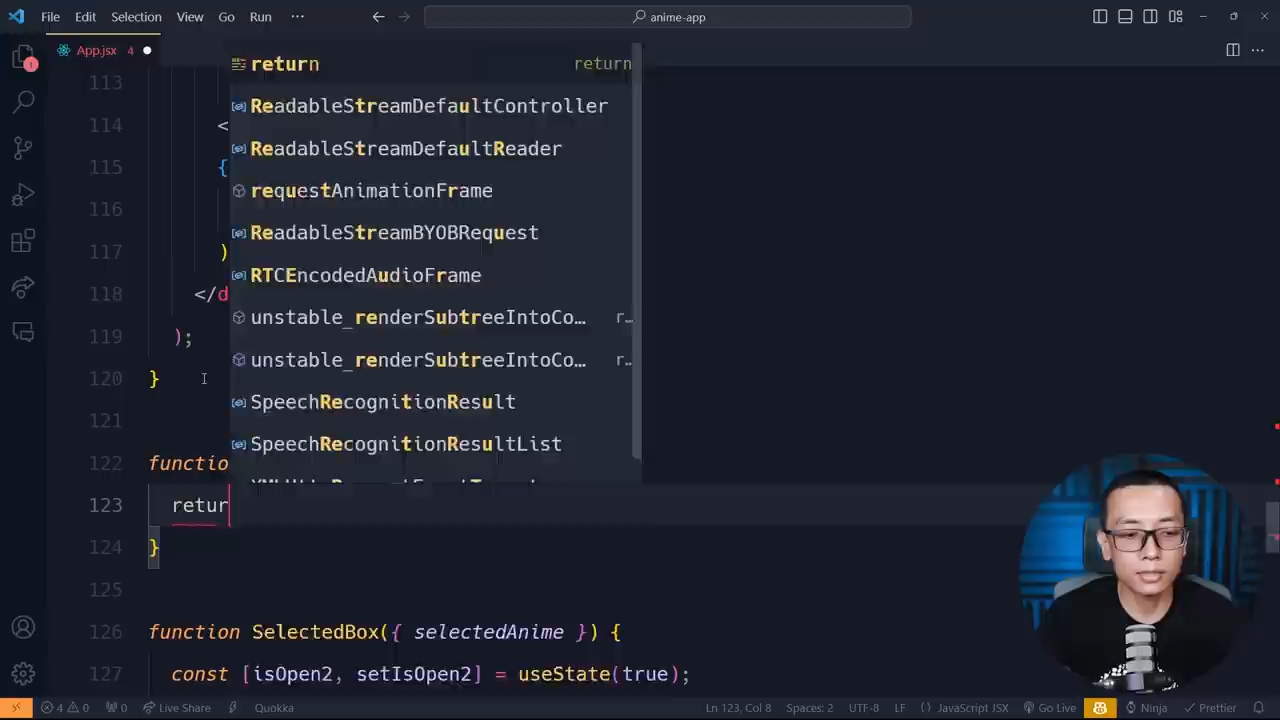 File Edit Selection View Go Run ··· anime-app
App.jsx 4
return return
113
ReadableStreamDefaultController
114 <
ReadableStreamDefaultReader
115 {
requestAnimationFrame
116
ReadableStreamBYOBRequest
117 )
RTCEncodedAudioFrame
118 </d
unstable_renderSubtreeIntoCo… r…
119 );
unstable_renderSubtreeIntoCo… r…
120 }
SpeechRecognitionResult
121
SpeechRecognitionResultList
122 functio
123 retur
124 }
125
126 function SelectedBox({ selectedAnime }) {
127 const [isOpen2, setIsOpen2] = useState(true);
4 0 0 Live Share Quokka Ln 123, Col 8 Spaces: 2 UTF-8 LF {} JavaScript JSX Go Live Ninja Prettier